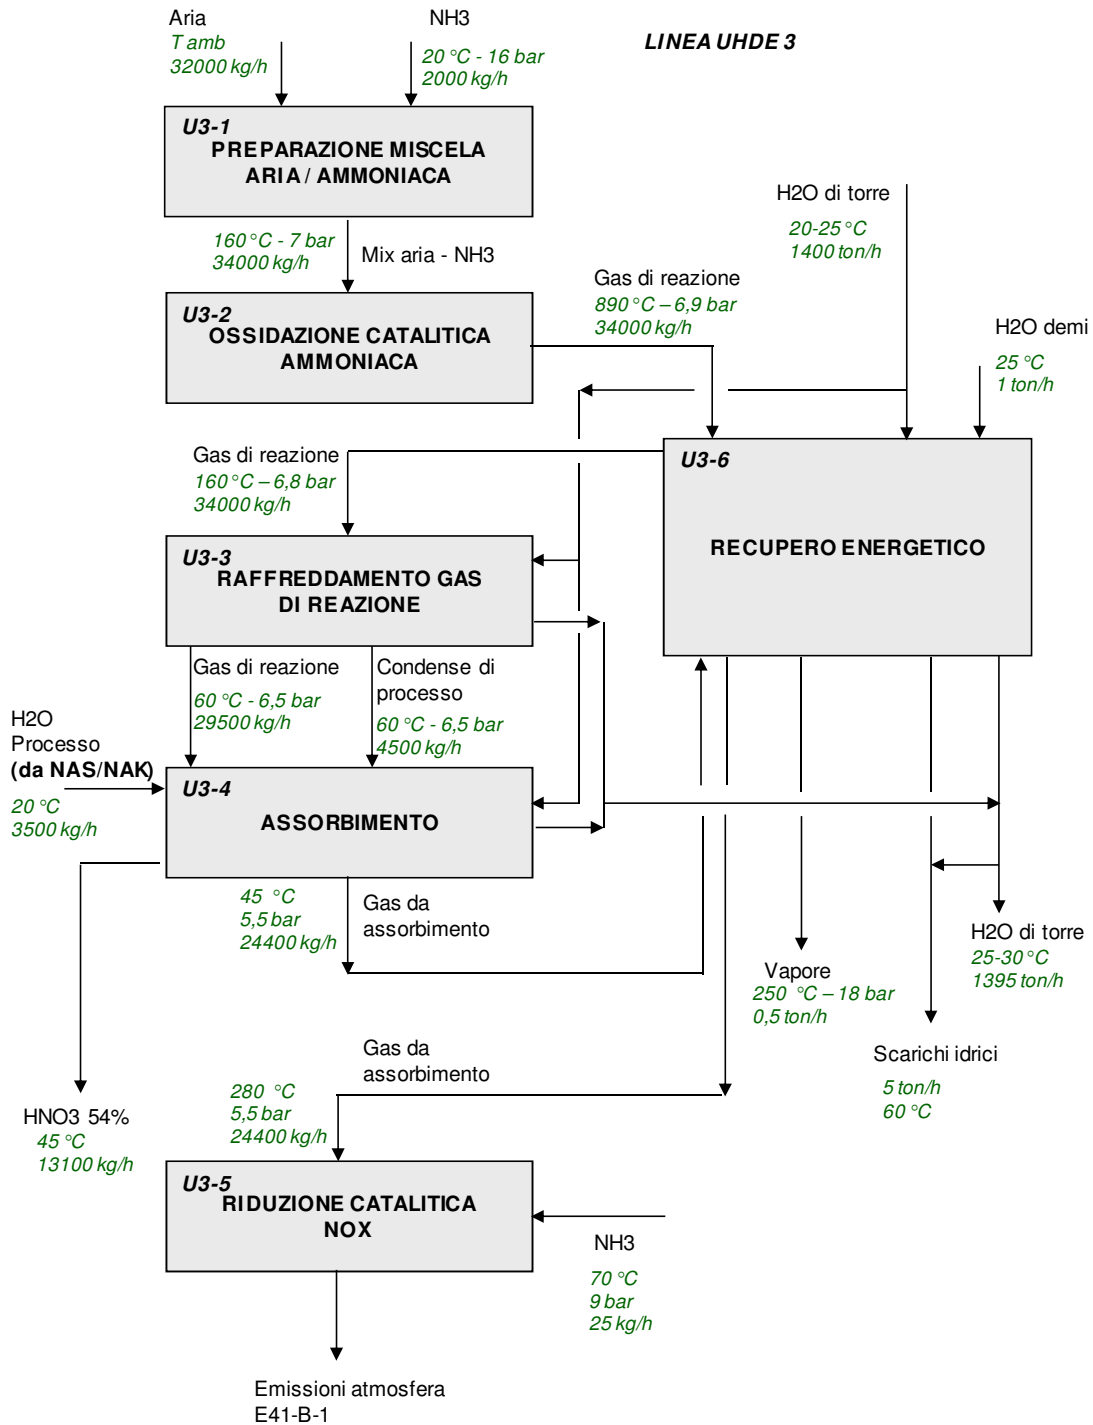 Aria
T amb
32000 kg/h
NH3
20 °C - 16 bar
2000 kg/h
LINEA UHDE 3
U3-1
PREPARAZIONE MISCELA
ARIA / AMMONIACA
160 °C - 7 bar
34000 kg/h
Mix aria - NH3
H2O di torre
20-25 °C
1400 ton/h
Gas di reazione
890 °C – 6,9 bar
34000 kg/h
H2O demi
25 °C
1 ton/h
U3-2
OSSIDAZIONE CATALITICA
AMMONIACA
Gas di reazione
160 °C – 6,8 bar
34000 kg/h
U3-6
RECUPERO ENERGETICO
U3-3
RAFFREDDAMENTO GAS
DI REAZIONE
Gas di reazione
60 °C - 6,5 bar
29500 kg/h
Condense di
processo
60 °C - 6,5 bar
4500 kg/h
H2O
Processo
(da NAS/NAK)
20 °C
3500 kg/h
U3-4
ASSORBIMENTO
45 °C
5,5 bar
24400 kg/h
Gas da
assorbimento
Vapore
250 °C – 18 bar
0,5 ton/h
H2O di torre
25-30 °C
1395 ton/h
Scarichi idrici
5 ton/h
60 °C
Gas da
assorbimento
280 °C
5,5 bar
24400 kg/h
HNO3 54%
45 °C
13100 kg/h
U3-5
RIDUZIONE CATALITICA
NOX
NH3
70 °C
9 bar
25 kg/h
Emissioni atmosfera
E41-B-1